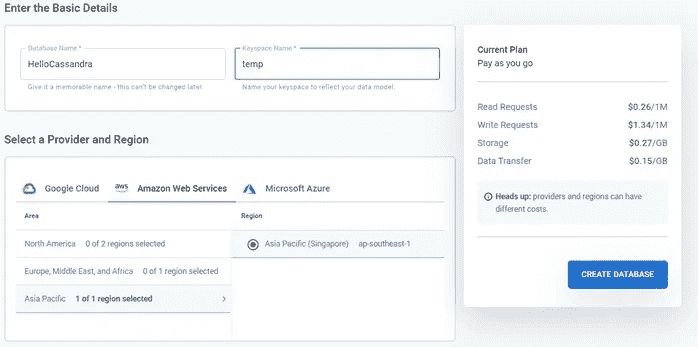 Enter the Basic Details
Database Name *
HelloCassandra
Give it a memorable name - this can't be changed later.
Keyspace Name *
temp
Name your keyspace to reflect your data model.
Select a Provider and Region
Google Cloud
aws Amazon Web Services
Microsoft Azure
Area
Region
North America 0 of 2 regions selected
Asia Pacific (Singapore) ap-southeast-1
Europe, Middle East, and Africa 0 of 1 region selected
Asia Pacific 1 of 1 region selected
Current Plan
Pay as you go
Read Requests $0.26/1M
Write Requests $1.34/1M
Storage $0.27/GB
Data Transfer $0.15/GB
Heads up: providers and regions can have
different costs.
CREATE DATABASE